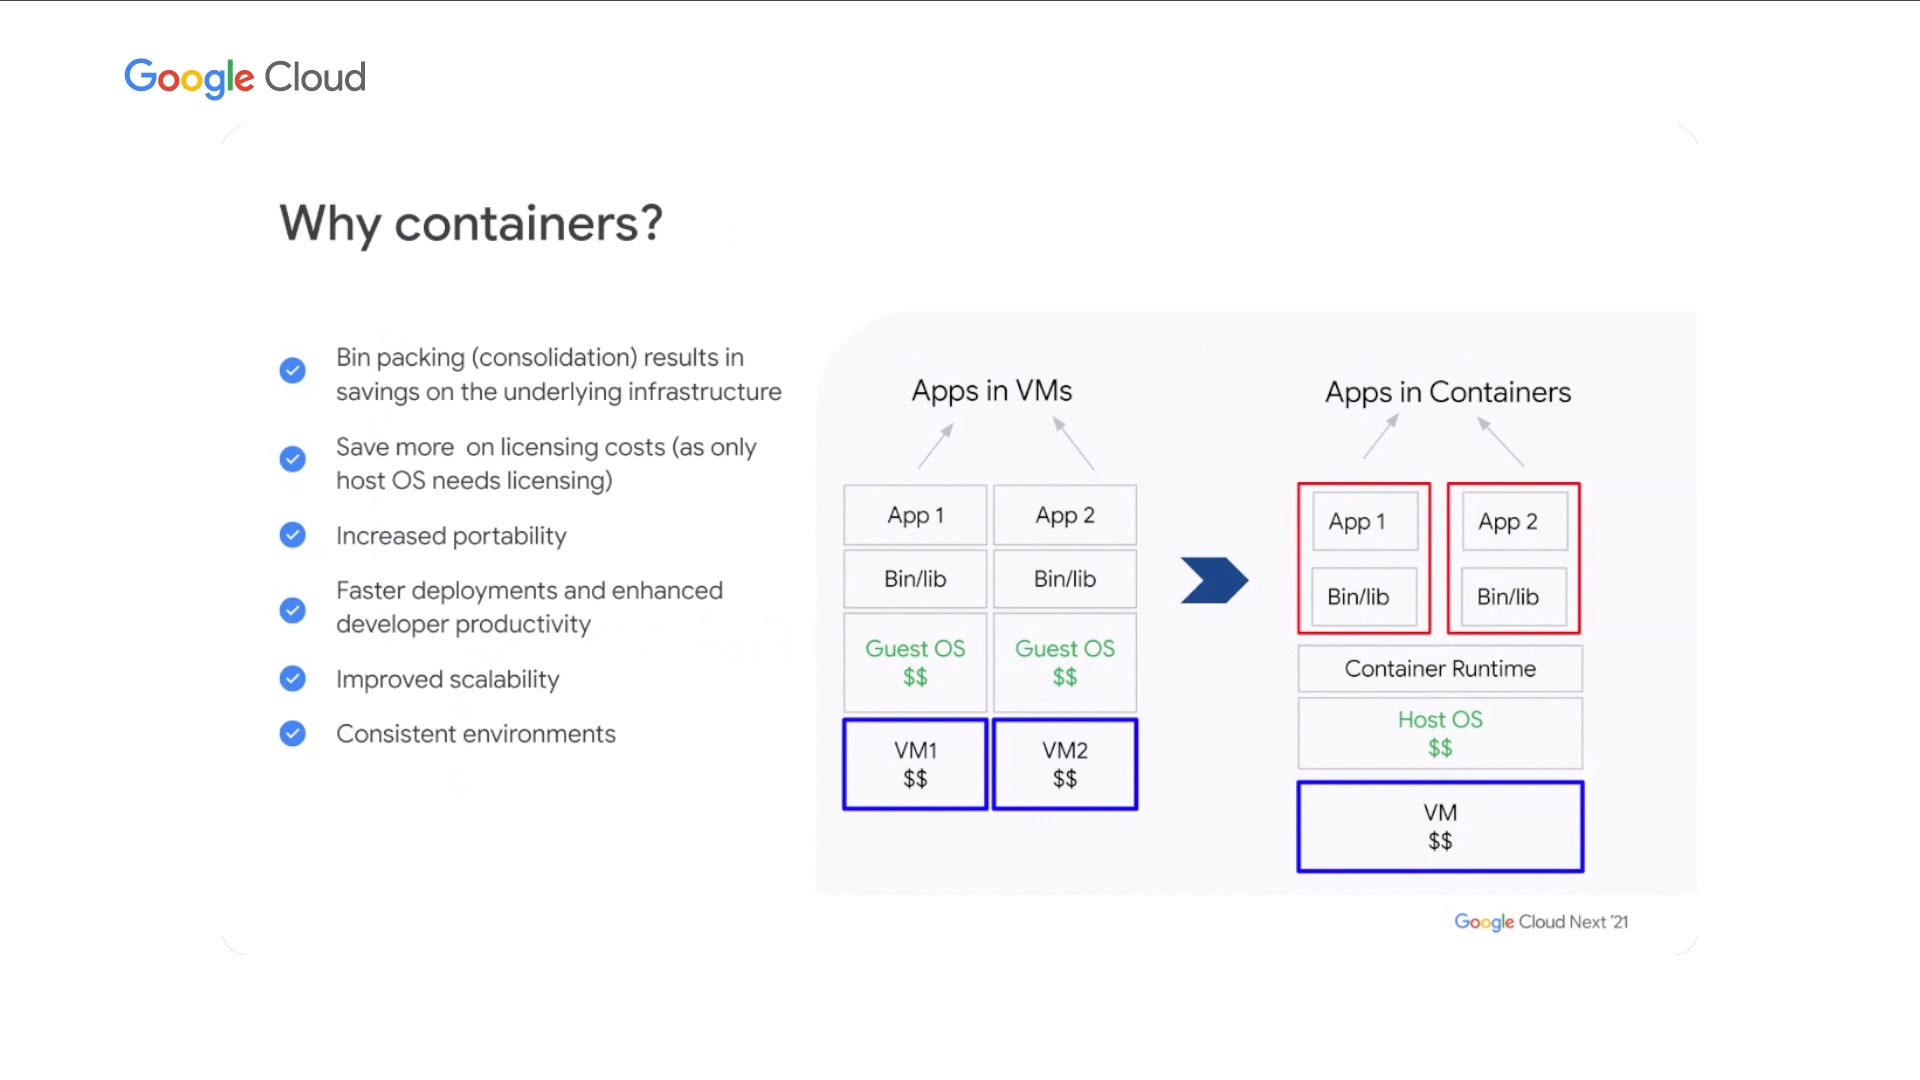 Google Cloud
Why containers?
Bin packing (consolidation) results in
savings on the underlying infrastructure
Save more on licensing costs (as only
host OS needs licensing)
Increased portability
Faster deployments and enhanced
developer productivity
Improved scalability
Consistent environments
Apps in VMs
App 1
App 2
Bin/lib
Bin/lib
Guest OS
$$
Guest OS
$$
VM1
$$
VM2
$$
Apps in Containers
App 1
App 2
Bin/lib
Bin/lib
Container Runtime
Host OS
$$
VM
$$
Google Cloud Next '21